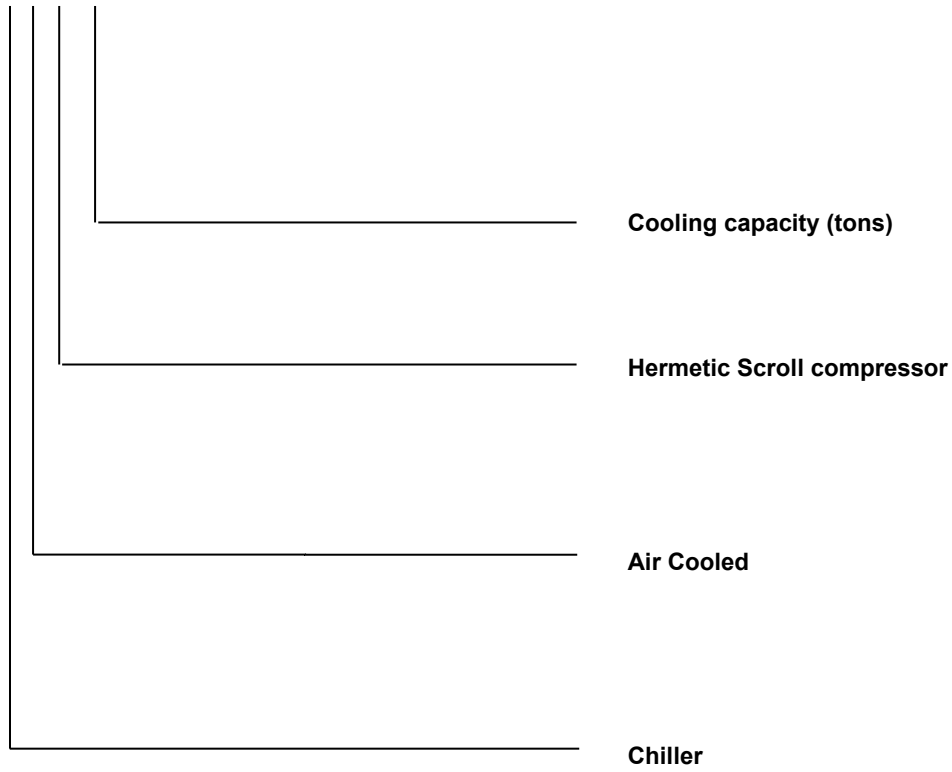 Cooling capacity (tons)
Hermetic Scroll compressor
Air Cooled
Chiller